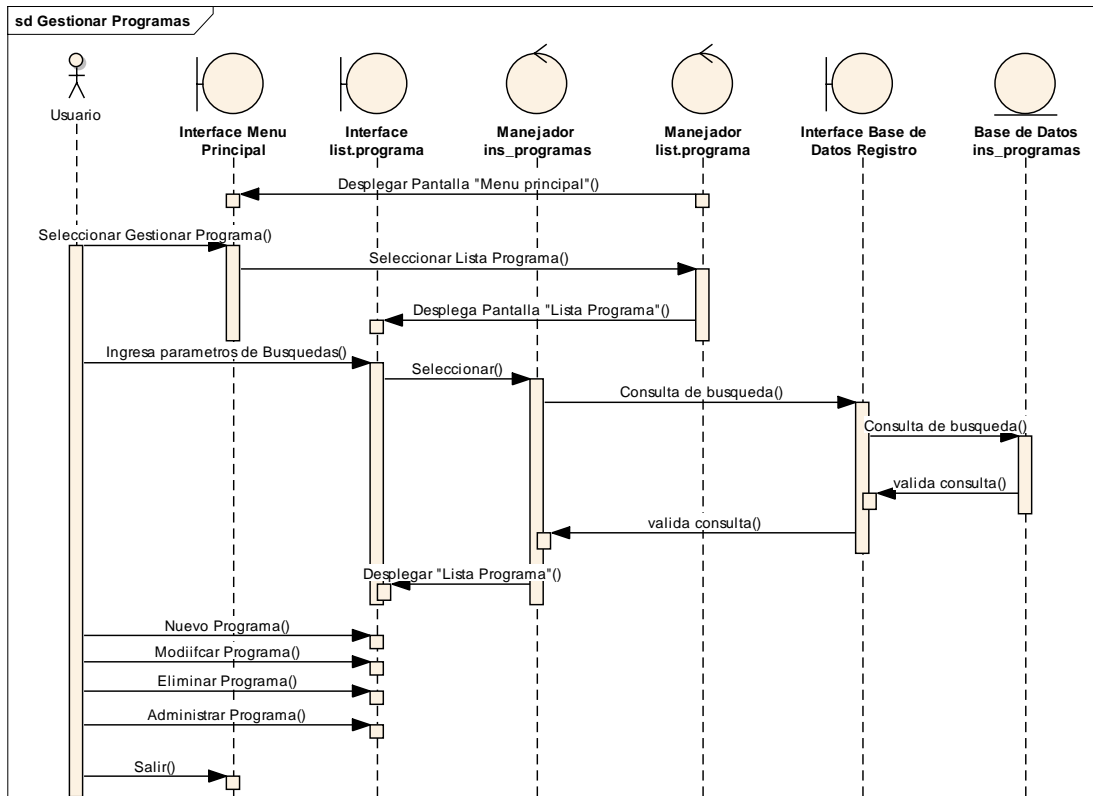 sd Gestionar Programas
Usuario
Interface Menu
Principal
Interface
list.programa
Manejador
ins_programas
Manejador
list.programa
Interface Base de
Datos Registro
Base de Datos
ins_programas
Desplegar Pantalla "Menu principal"()
Seleccionar Gestionar Programa()
Seleccionar Lista Programa()
Desplega Pantalla "Lista Programa"()
Ingresa parametros de Busquedas()
Seleccionar()
Consulta de busqueda()
Consulta de busqueda()
valida consulta()
valida consulta()
Desplegar "Lista Programa"()
Nuevo Programa()
Modiifcar Programa()
Eliminar Programa()
Administrar Programa()
Salir()